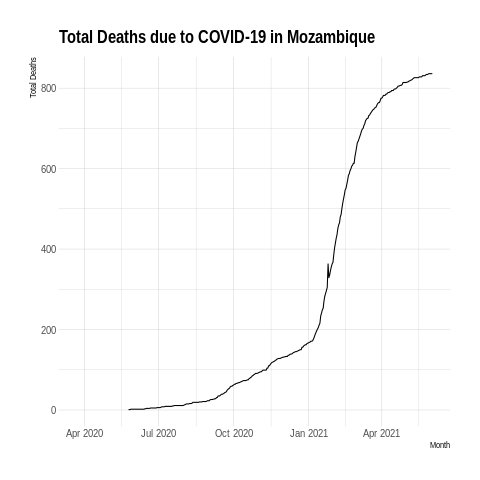 Total Deaths due to COVID-19 in Mozambique
Total Deaths
800
600
400
200
0
Apr 2020 Jul 2020 Oct 2020 Jan 2021 Apr 2021
Month